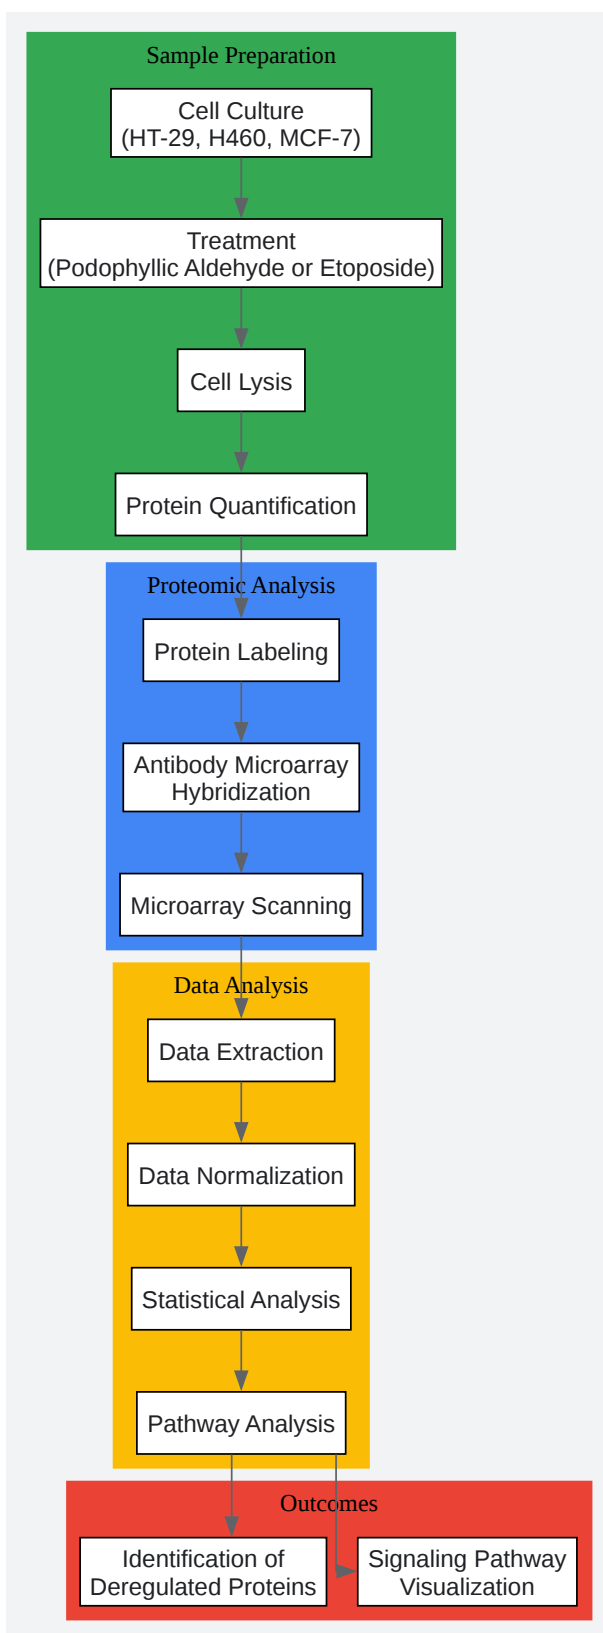 Sample Preparation
Cell Culture
(HT-29, H460, MCF-7)
Treatment
(Podophyllic Aldehyde or Etoposide)
Cell Lysis
Protein Quantification
Proteomic Analysis
Protein Labeling
Antibody Microarray
Hybridization
Microarray Scanning
Data Analysis
Data Extraction
Data Normalization
Statistical Analysis
Pathway Analysis
Outcomes
Identification of
Deregulated Proteins
Signaling Pathway
Visualization